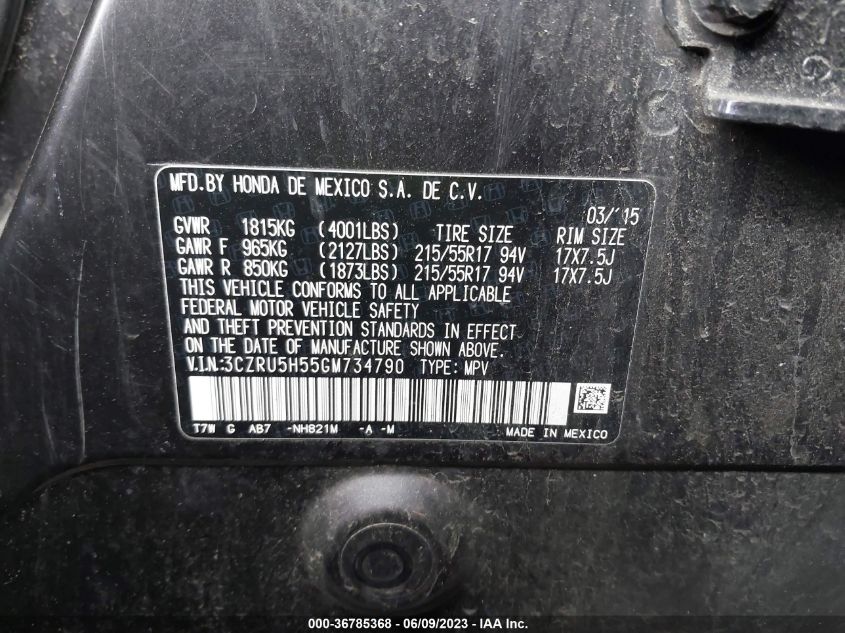 MFD.BY HONDA DE MEXICO S.A. DE C.V.
03/'15
GVWR 1815KG (4001LBS) TIRE SIZE RIM SIZE
GAWR F 965KG (2127LBS) 215/55R17 94V 17X7.5J
GAWR R 850KG (1873LBS) 215/55R17 94V 17X7.5J
THIS VEHICLE CONFORMS TO ALL APPLICABLE
FEDERAL MOTOR VEHICLE SAFETY
AND THEFT PREVENTION STANDARDS IN EFFECT
ON THE DATE OF MANUFACTURE SHOWN ABOVE.
V.I.N:3CZRU5H55GM734790 TYPE: MPV
T7W G AB7 -NH821M -A -M
MADE IN MEXICO
000-36785368 - 06/09/2023 - IAA Inc.